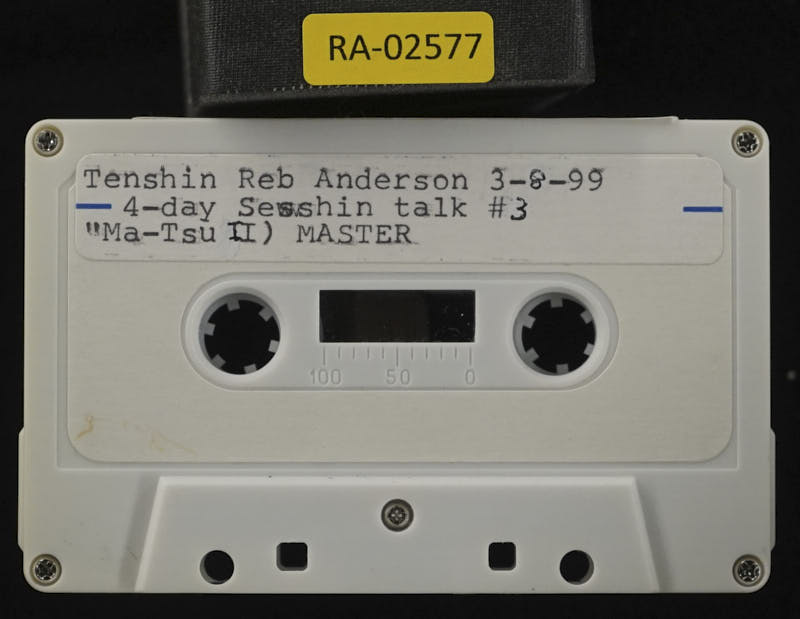 RA-02577
Tenshin Reb Anderson 3-8-99
4-day Sesshin talk #3
"Ma-Tsu II) MASTER
100 50 0